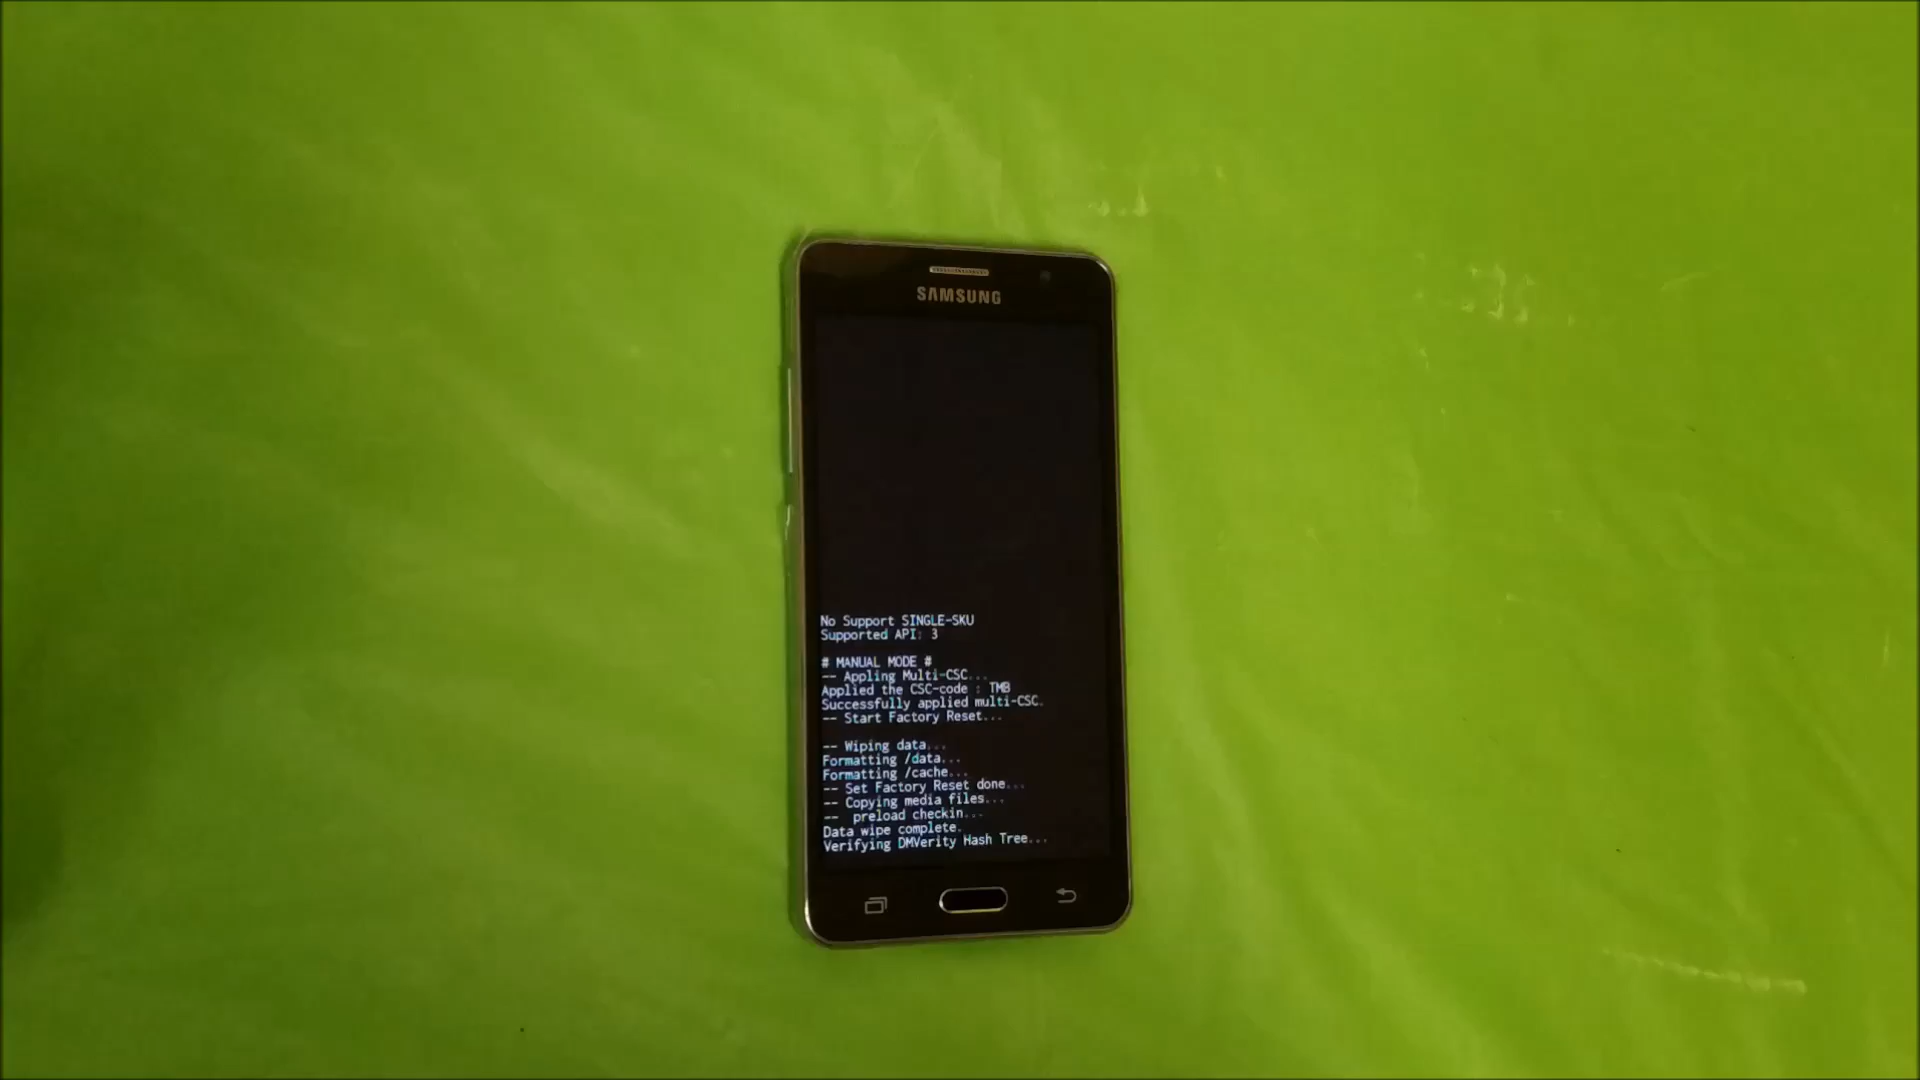 SAMSUNG
No Support SINGLE-SKU
Supported API: 3
# MANUAL MODE #
-- Appling Multi-CSC...
Applied the CSC-code : TMB
Successfully applied multi-CSC.
-- Start Factory Reset...
-- Wiping data...
Formatting /data...
Formatting /cache...
-- Set Factory Reset done...
-- Copying media files...
--  preload checkin...
Data wipe complete.
Verifying DMVerity Hash Tree...